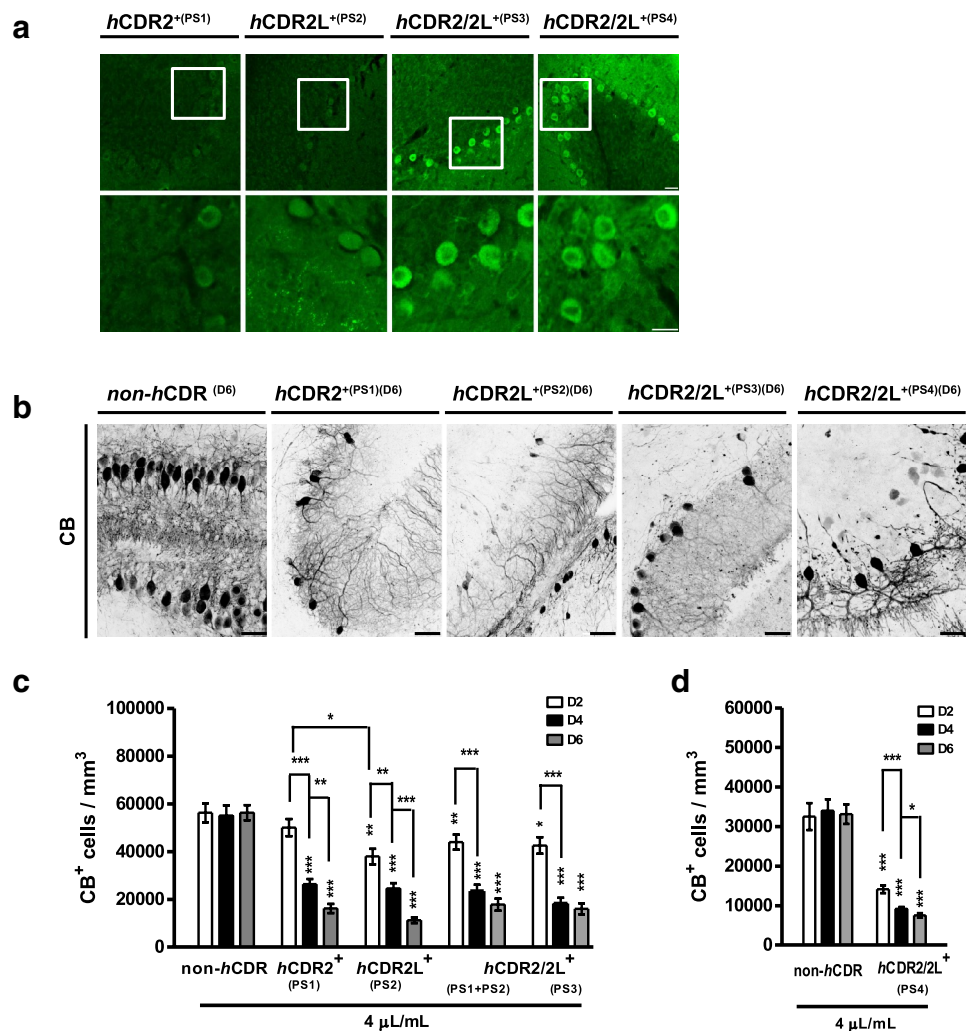 a
hCDR2+(PS1) hCDR2L+(PS2) hCDR2/2L+(PS3) hCDR2/2L+(PS4)
b
non-hCDR (D6) hCDR2+(PS1)(D6) hCDR2L+(PS2)(D6) hCDR2/2L+(PS3)(D6) hCDR2/2L+(PS4)(D6)
CB
c
CB+ cells / mm3
100000
80000
60000
40000
20000
0
D2
D4
D6
*
*** ** ** *** *** ***
** ** *
*** *** *** *** *** *** *** ***
non-hCDR hCDR2+ hCDR2L+ hCDR2/2L+
(PS1) (PS2) (PS1+PS2) (PS3)
4 µL/mL
d
CB+ cells / mm3
60000
50000
40000
30000
20000
10000
0
D2
D4
D6
***
*
*** *** ***
non-hCDR hCDR2/2L+
(PS4)
4 µL/mL